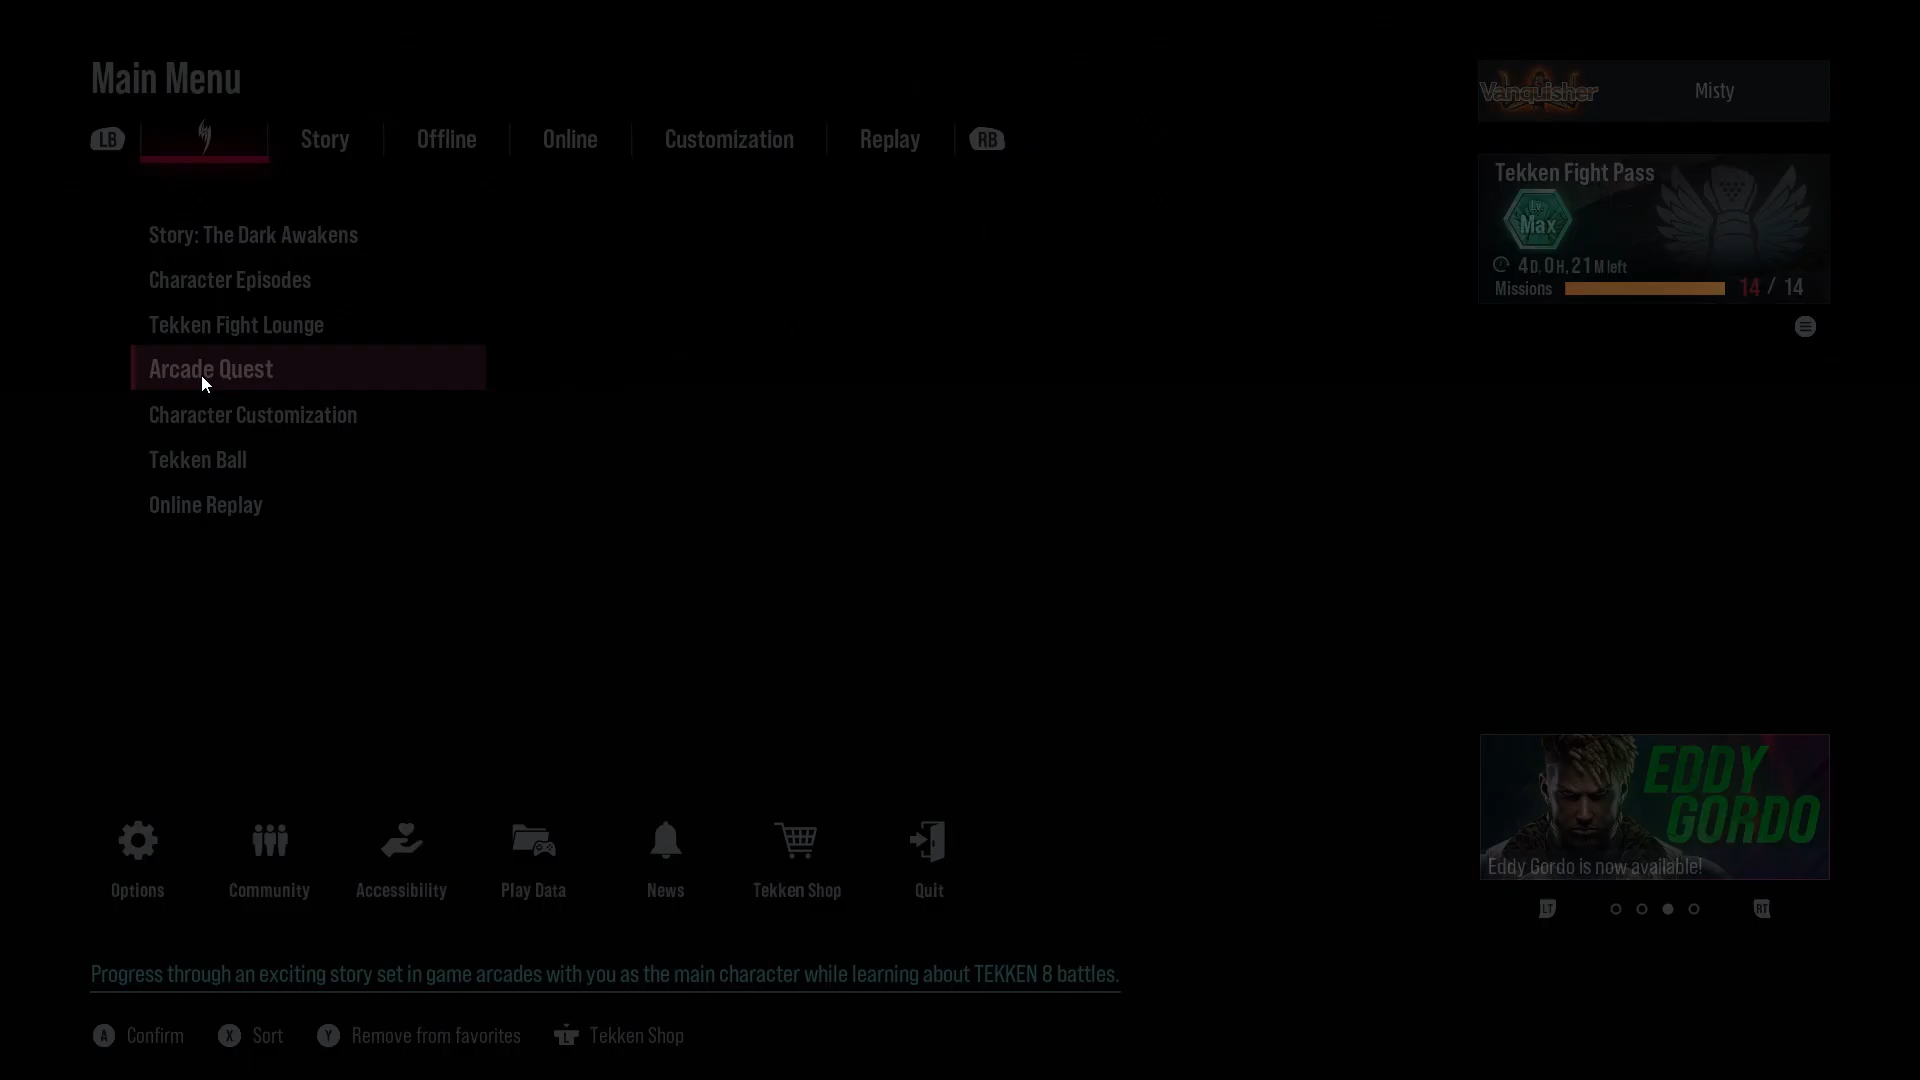 Main Menu
LB Story Offline Online Customization Replay RB
Story: The Dark Awakens
Character Episodes
Tekken Fight Lounge
Arcade Quest
Character Customization
Tekken Ball
Online Replay
Vanquisher Misty
Tekken Fight Pass
Lv.
Max
4D, 0H, 21M left
Missions 14 / 14
EDDY
GORDO
Eddy Gordo is now available!
LT RT
Options Community Accessibility Play Data News Tekken Shop Quit
Progress through an exciting story set in game arcades with you as the main character while learning about TEKKEN 8 battles.
A Confirm X Sort Y Remove from favorites L Tekken Shop